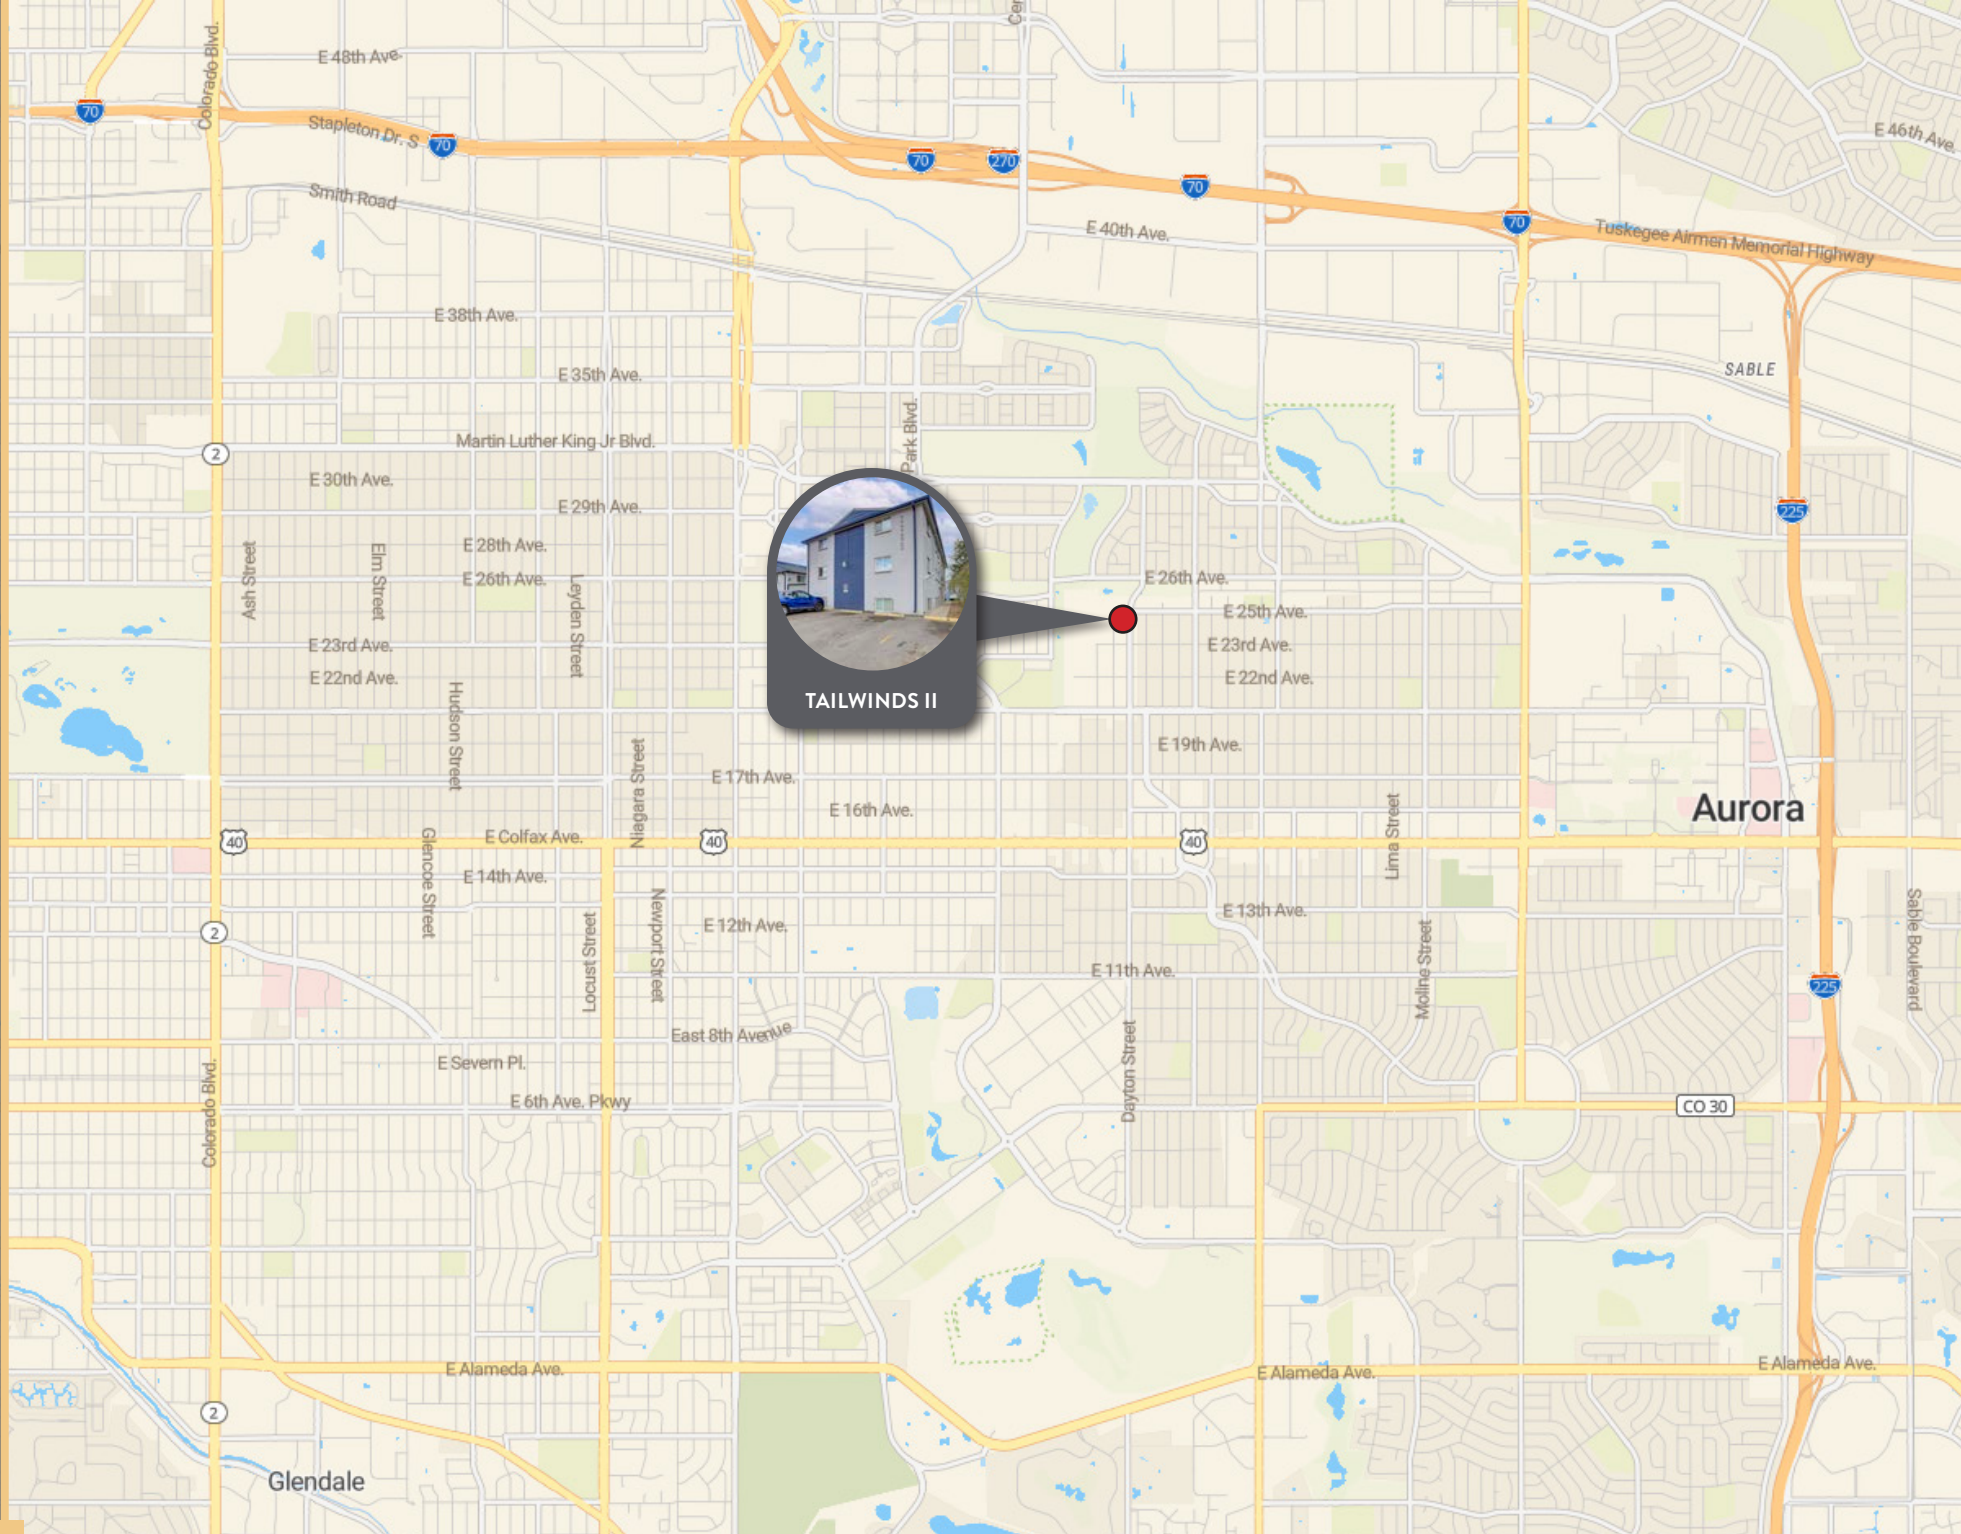 Cen
Colorado Blvd.
E 48th Ave.
70
Stapleton Dr. S
70
70
270
70
E 46th Ave.
Smith Road
E 40th Ave.
70
Tuskegee Airmen Memorial Highway
E 38th Ave.
E 35th Ave.
SABLE
Park Blvd.
Martin Luther King Jr Blvd.
2
E 30th Ave.
E 29th Ave.
225
Ash Street
Elm Street
E 28th Ave.
E 26th Ave.
Leyden Street
E 26th Ave.
E 25th Ave.
E 23rd Ave.
E 23rd Ave.
E 22nd Ave.
E 22nd Ave.
TAILWINDS II
Hudson Street
E 19th Ave.
Niagara Street
E 17th Ave.
E 16th Ave.
Lima Street
Aurora
40
E Colfax Ave.
40
40
Glencoe Street
E 14th Ave.
Newport Street
E 12th Ave.
E 13th Ave.
Sable Boulevard
2
Locust Street
Moline Street
E 11th Ave.
225
East 8th Avenue
Dayton Street
E Severn Pl.
Colorado Blvd.
E 6th Ave. Pkwy
CO 30
E Alameda Ave.
E Alameda Ave.
E Alameda Ave.
2
Glendale